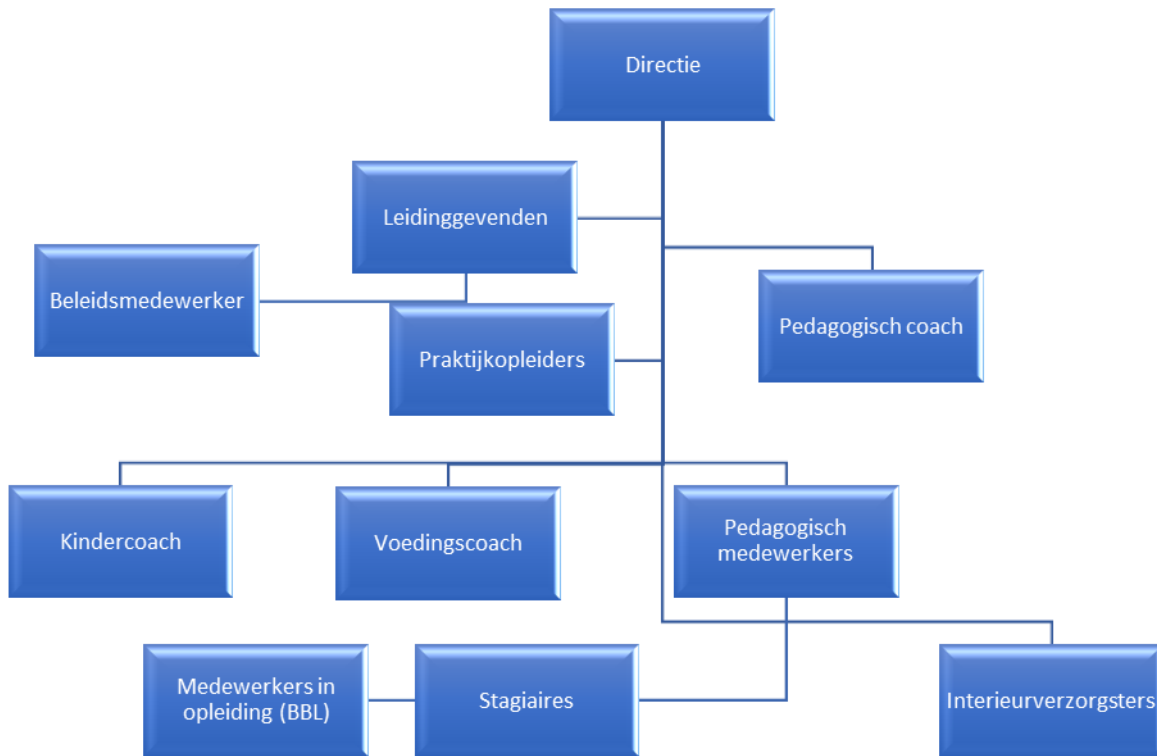 Directie
Leidinggevenden
Beleidsmedewerker
Pedagogisch coach
Praktijkopleiders
Kindercoach
Voedingscoach
Pedagogisch
medewerkers
Medewerkers in
opleiding (BBL)
Stagiaires
Interieurverzorgsters